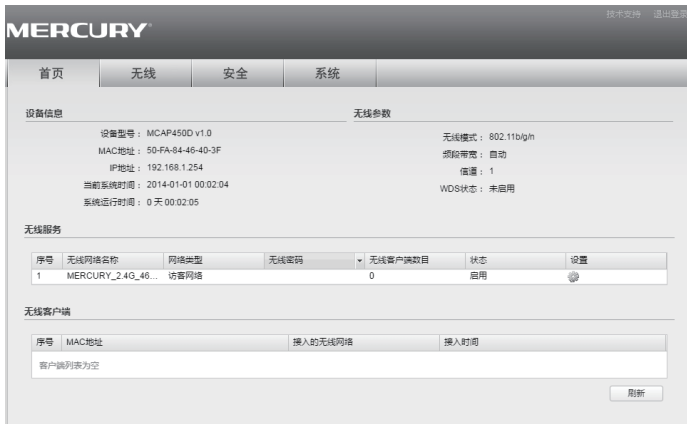 技术支持 退出登录
MERCURY
首页 无线 安全 系统
设备信息 无线参数
设备型号： MCAP450D v1.0 无线模式： 802.11b/g/n
MAC地址： 50-FA-84-46-40-3F 频段带宽： 自动
IP地址： 192.168.1.254 信道： 1
当前系统时间： 2014-01-01 00:02:04 WDS状态： 未启用
系统运行时间： 0 天 00:02:05
无线服务
序号 无线网络名称 网络类型 无线密码 无线客户端数目 状态 设置
1 MERCURY_2.4G_46... 访客网络 0 启用
无线客户端
序号 MAC地址 接入的无线网络 接入时间
客户端列表为空
刷新